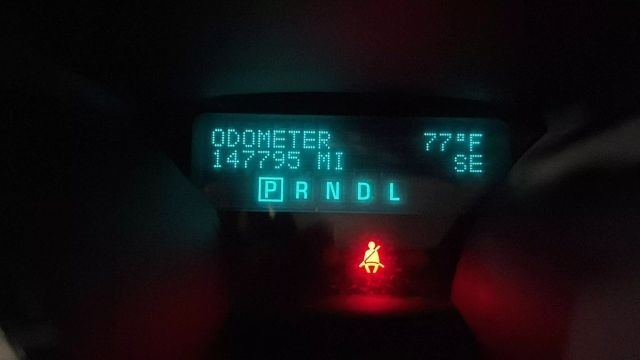 ODOMETER 77°F
147795 MI SE
P R N D L